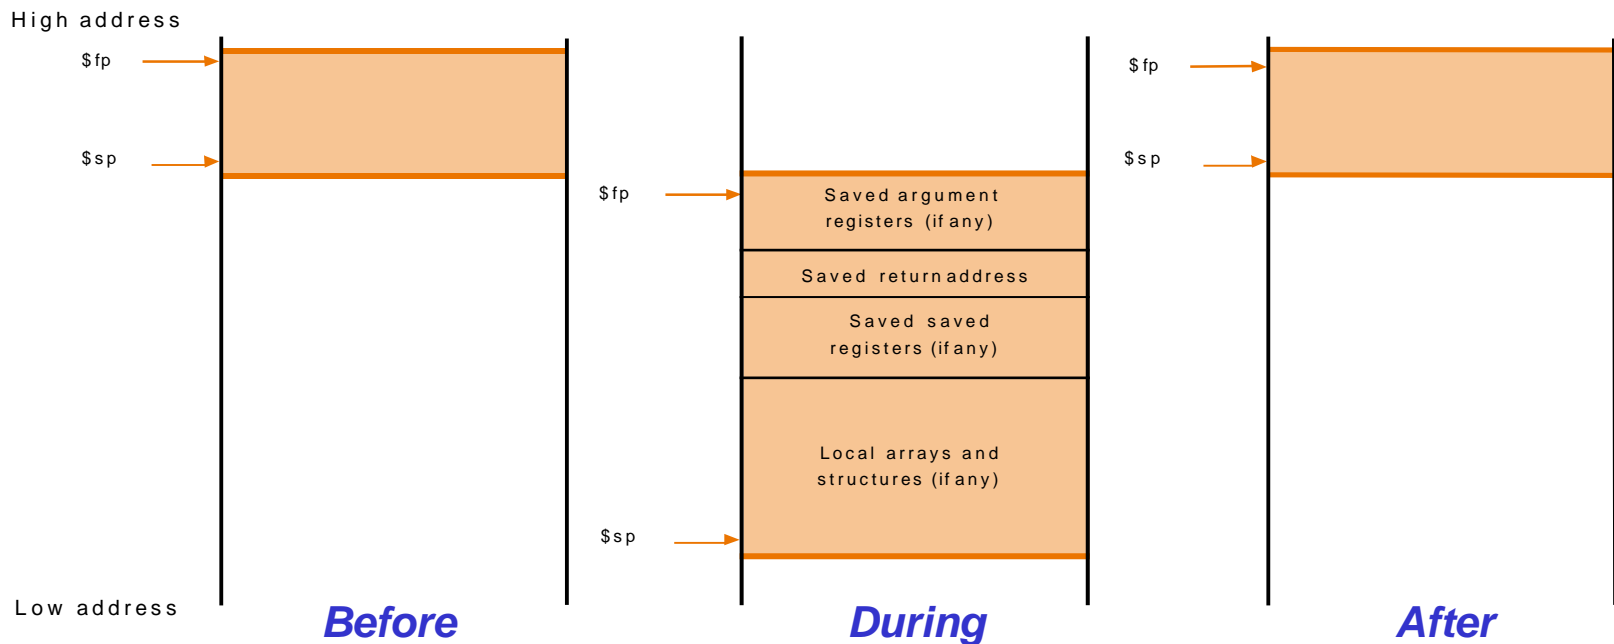 High address
$fp
$sp
$fp
Saved argument
registers (if any)
Saved return address
Saved saved
registers (if any)
Local arrays and
structures (if any)
$sp
$fp
$sp
Low address
Before
During
After